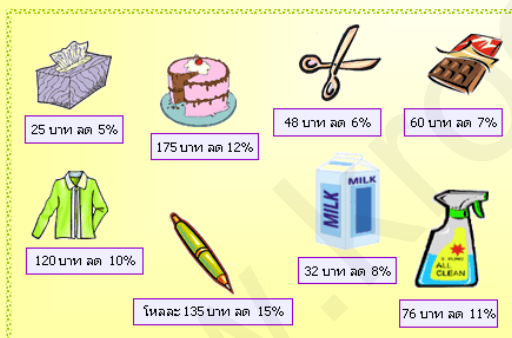 25 บาท ลด 5%
175 บาท ลด 12%
48 บาท ลด 6%
60 บาท ลด 7%
120 บาท ลด 10%
โหลละ 135 บาท ลด 15%
MILK
MILK
32 บาท ลด 8%
ALL
CLEAN
76 บาท ลด 11%